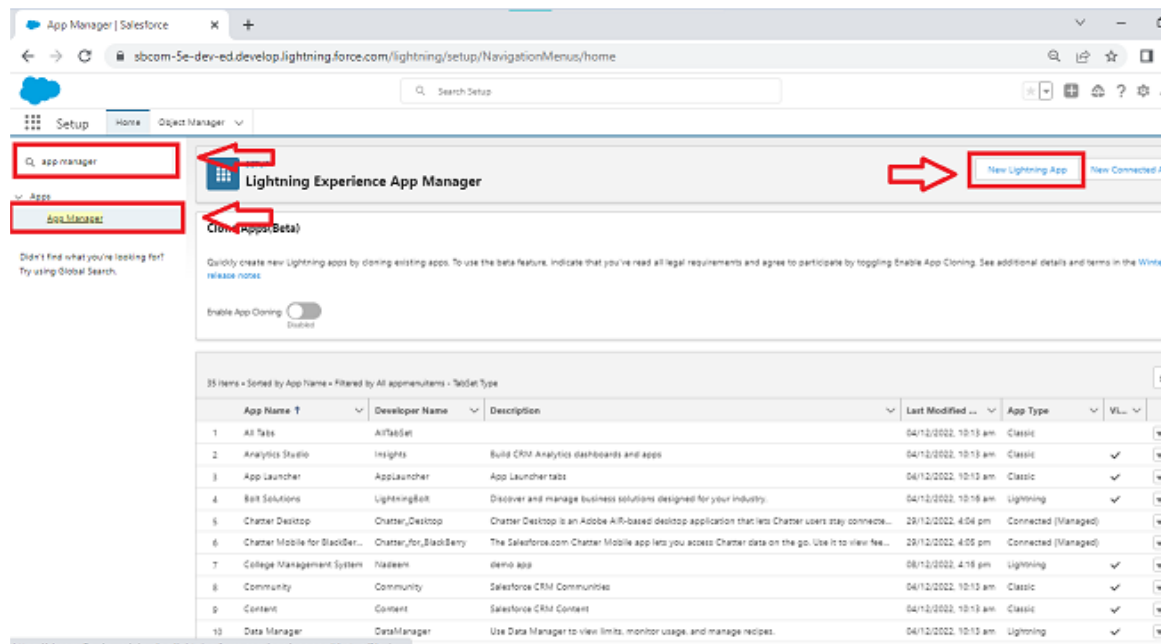 App Manager | Salesforce
sbcom-5e-dev-ed.develop.lightning.force.com/lightning/setup/NavigationMenus/home
Search Setup
Setup Home Object Manager
app manager
Apps
App Manager
Didn't find what you're looking for?
Try using Global Search.
Lightning Experience App Manager
New Lightning App New Connected A
Apps(Beta)
Quickly create new Lightning apps by cloning existing apps. To use the beta feature, indicate that you've read all legal requirements and agree to participate by toggling Enable App Cloning. See additional details and terms in the Winte
release notes
Enable App Cloning
Disabled
35 items • Sorted by App Name • Filtered by All appmenuitems - TabSet Type
App Name ↑ Developer Name Description Last Modified ... App Type Vi...
1 All Tabs AllTabSet 04/12/2022, 10:13 am Classic
2 Analytics Studio Insights Build CRM Analytics dashboards and apps 04/12/2022, 10:13 am Classic
3 App Launcher AppLauncher App Launcher tabs 04/12/2022, 10:13 am Classic
4 Bolt Solutions LightningBolt Discover and manage business solutions designed for your industry. 04/12/2022, 10:16 am Lightning
5 Chatter Desktop Chatter_Desktop Chatter Desktop is an Adobe AIR-based desktop application that lets Chatter users stay connecte... 29/12/2022, 4:04 pm Connected (Managed)
6 Chatter Mobile for BlackBer... Chatter_for_BlackBerry The Salesforce.com Chatter Mobile app lets you access Chatter data on the go. Use it to view fee... 29/12/2022, 4:05 pm Connected (Managed)
7 College Management System Nadeem demo app 08/12/2022, 4:16 pm Lightning
8 Community Community Salesforce CRM Communities 04/12/2022, 10:13 am Classic
9 Content Content Salesforce CRM Content 04/12/2022, 10:13 am Classic
10 Data Manager DataManager Use Data Manager to view limits, monitor usage, and manage recipes. 04/12/2022, 10:13 am Lightning